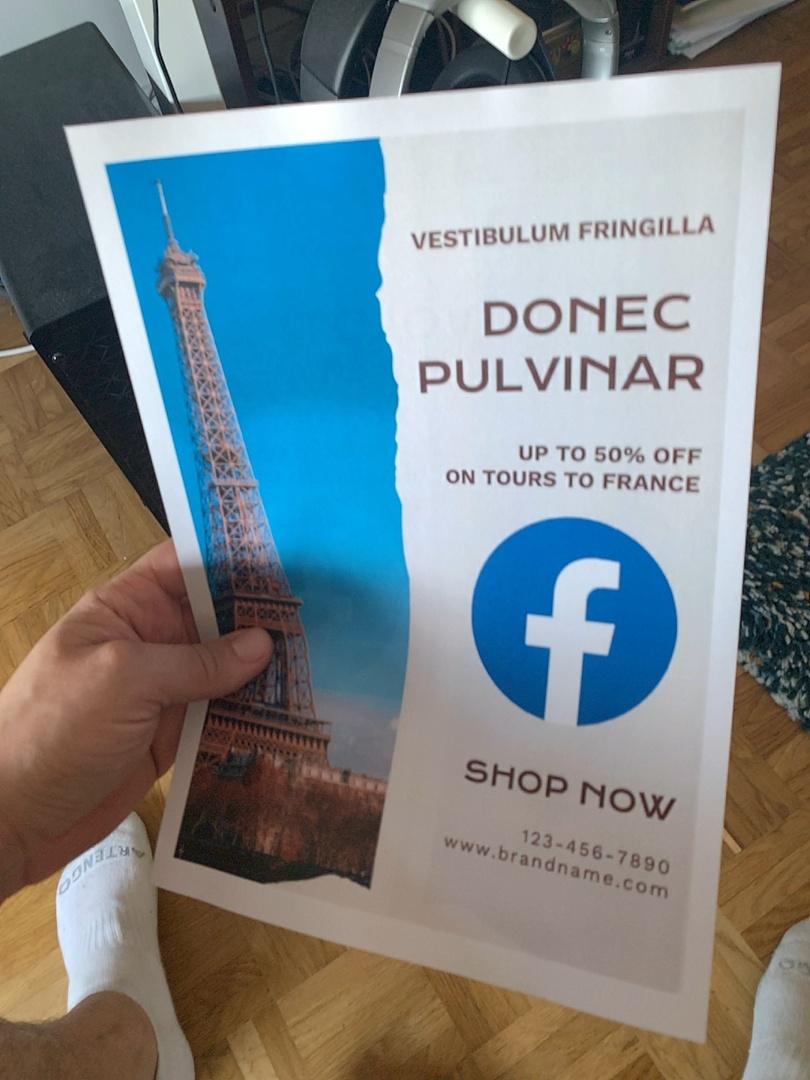 VESTIBULUM FRINGILLA
DONEC
PULVINAR
UP TO 50% OFF
ON TOURS TO FRANCE
f
SHOP NOW
123-456-7890
www.brandname.com
ARTENGO